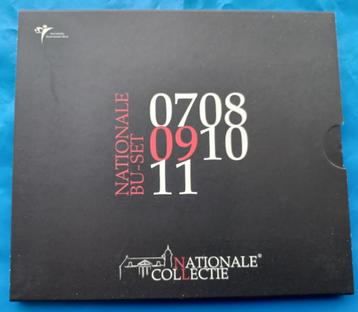 NATIONALE
BU-SET
0708
0910
11
NATIONALE®
COLLECTIE